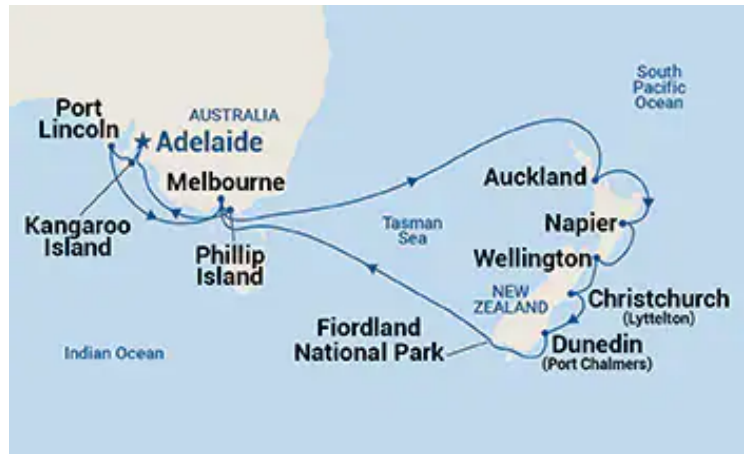 South
Pacific
Ocean
Port
Lincoln
AUSTRALIA
Adelaide
Melbourne
Auckland
Kangaroo
Island
Tasman
Sea
Napier
Phillip
Island
Wellington
NEW
ZEALAND
Christchurch
(Lyttelton)
Fiordland
National Park
Indian Ocean
Dunedin
(Port Chalmers)